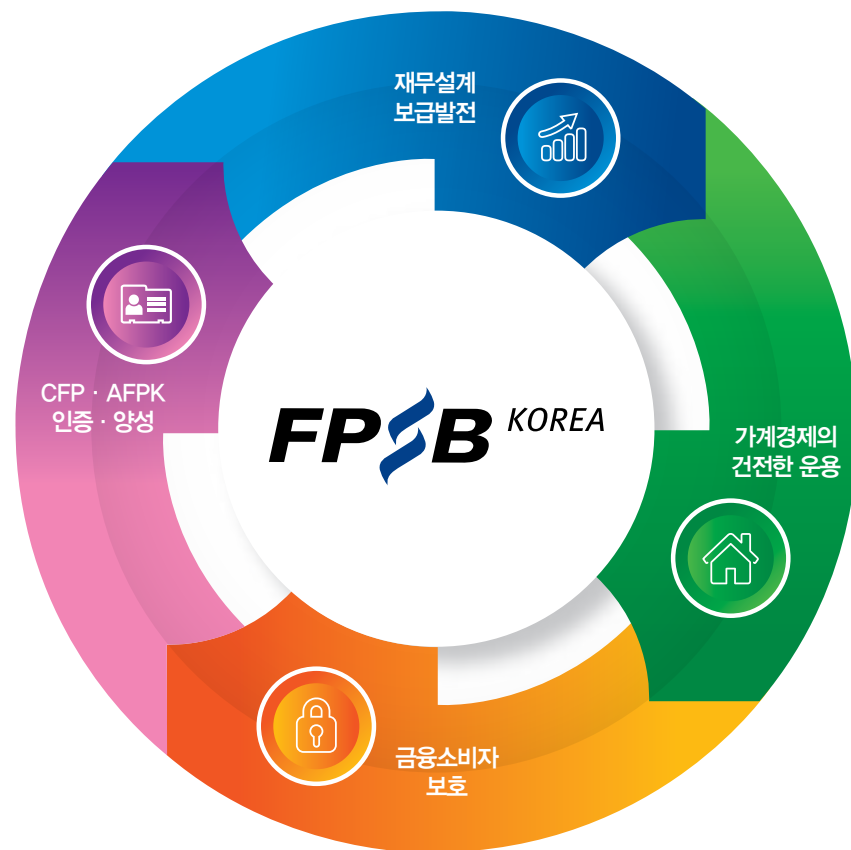 재무설계
보급발전
CFP · AFPK
인증 · 양성
FPSB KOREA
가계경제의
건전한 운용
금융소비자
보호